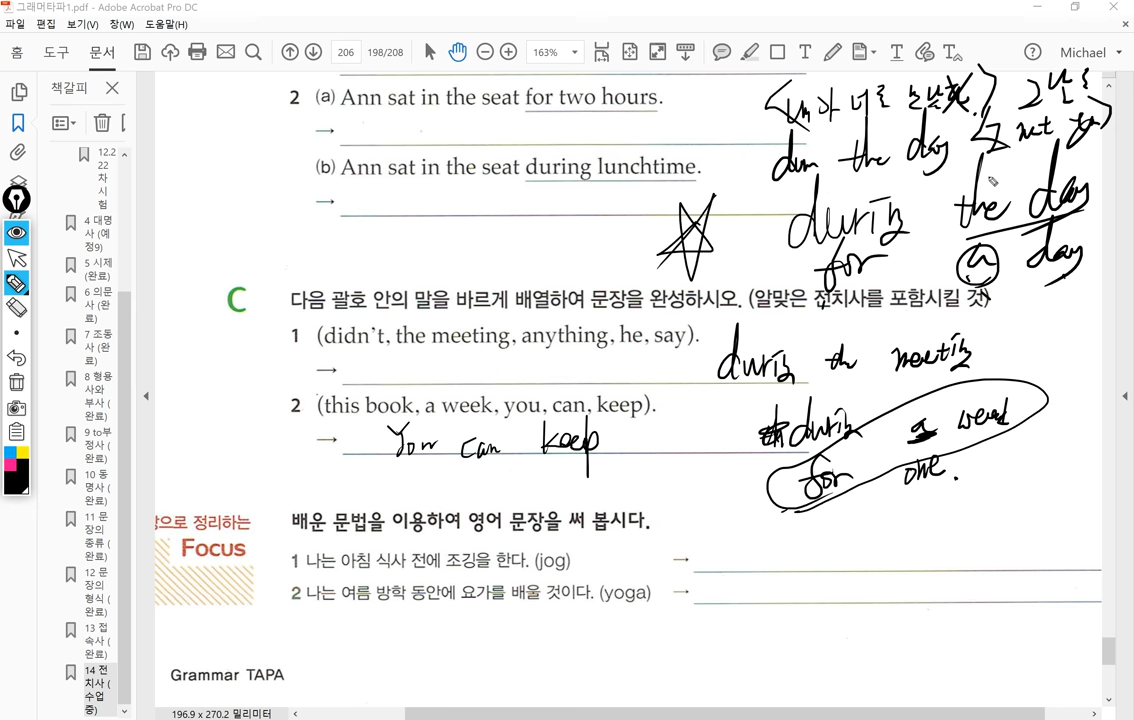 그래머타파1.pdf - Adobe Acrobat Pro DC
파일 편집 보기(V) 창(W) 도움말(H)
홈 도구 문서 206 198/208 163% Michael
책갈피
12.2
22
차 시
험
4 대명
사 (예
정9)
5 시제
(완료)
6 의문
사 (완
료)
7 조동
사 (완
료)
8 형용
사와
부사 (
완료)
9 to부
정사 (
완료)
10 동
명사 (
완료)
11 문
장의
종류 (
완료)
12 문
장의
형식 (
완료)
13 접
속사 (
완료)
14 전
치사 (
수업
중)
2 (a) Ann sat in the seat for two hours.
→
(b) Ann sat in the seat during lunchtime.
→
the day
during the day
for a day
C 다음 괄호 안의 말을 바르게 배열하여 문장을 완성하시오. (알맞은 전치사를 포함시킬 것)
1 (didn't, the meeting, anything, he, say).
→ during the meeting
2 (this book, a week, you, can, keep).
→ You can keep during a week
for one.
장으로 정리하는
Focus
배운 문법을 이용하여 영어 문장을 써 봅시다.
1 나는 아침 식사 전에 조깅을 한다. (jog) →
2 나는 여름 방학 동안에 요가를 배울 것이다. (yoga) →
Grammar TAPA
196.9 x 270.2 밀리미터